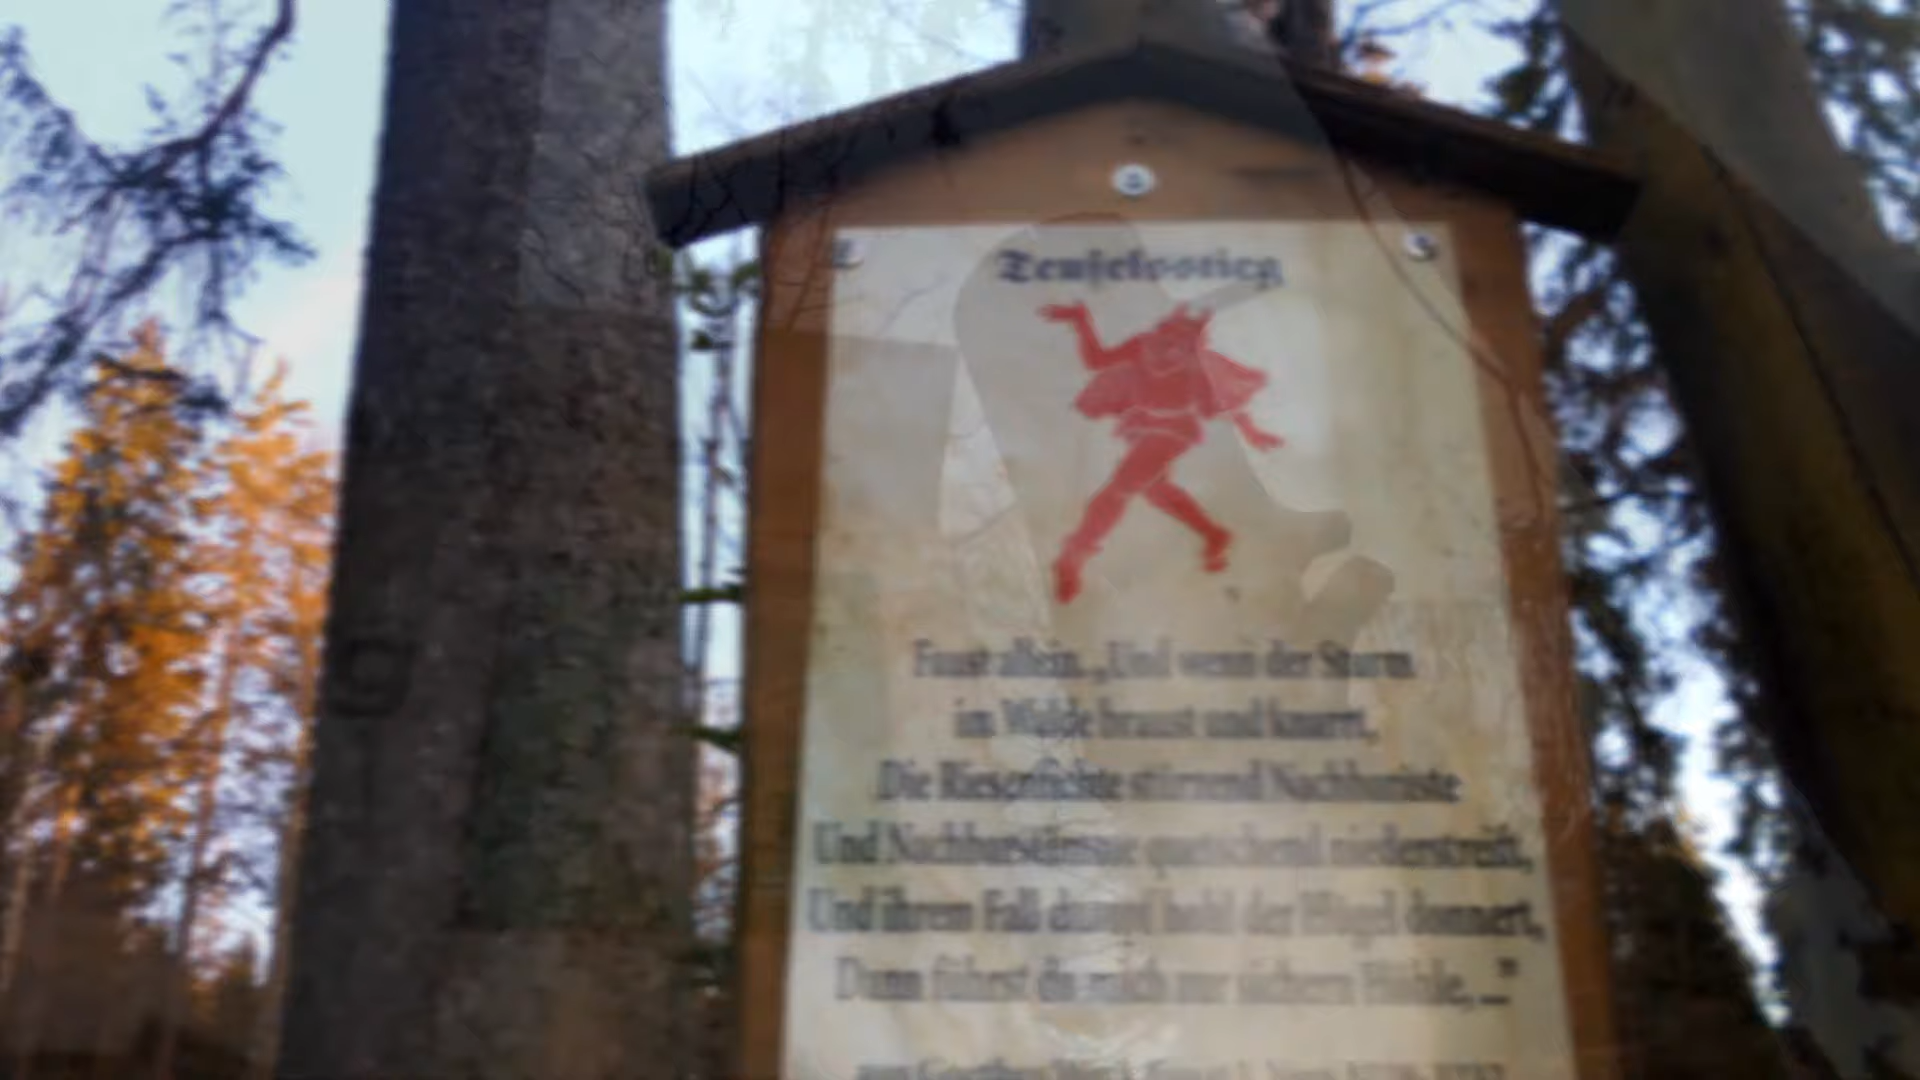 Teufelsstieg
Faust allein. „Und wenn der Sturm
im Walde braust und knarrt,
Die Riesenfichte stürzend Nachbaräste
Und Nachbarstämme quetschend niederstreift,
Und ihrem Fall dumpf hohl der Hügel donnert,
Dann führst du mich zur sichern Höhle, ..."